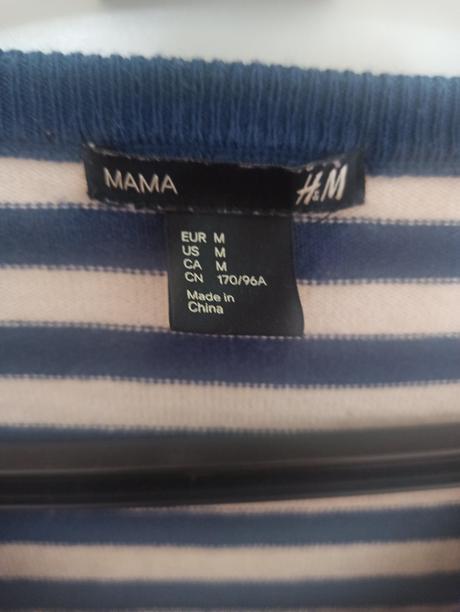 MAMA H&M
EUR M
US M
CA M
CN 170/96A
Made in
China